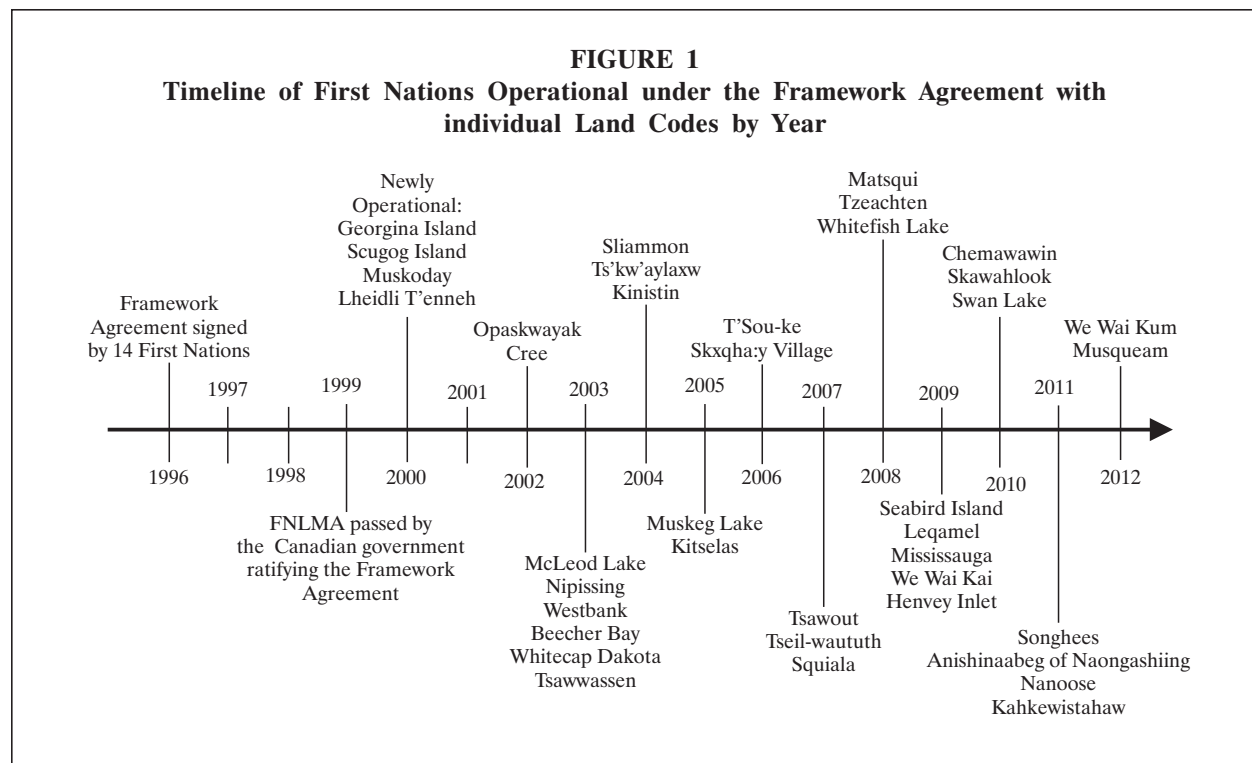 FIGURE 1
Timeline of First Nations Operational under the Framework Agreement with
individual Land Codes by Year
Framework
Agreement signed
by 14 First Nations
Newly
Operational:
Georgina Island
Scugog Island
Muskoday
Lheidli T'enneh
Opaskwayak
Cree
Sliammon
Ts'kw'aylaxw
Kinistin
T'Sou-ke
Skxqha:y Village
Matsqui
Tzeachten
Whitefish Lake
Chemawawin
Skawahlook
Swan Lake
We Wai Kum
Musqueam
1997
1999
2001
2003
2005
2007
2009
2011
1996
1998
2000
2002
2004
2006
2008
2010
2012
FNLMA passed by
the Canadian government
ratifying the Framework
Agreement
McLeod Lake
Nipissing
Westbank
Beecher Bay
Whitecap Dakota
Tsawwassen
Muskeg Lake
Kitselas
Tsawout
Tseil-waututh
Squiala
Seabird Island
Leqamel
Mississauga
We Wai Kai
Henvey Inlet
Songhees
Anishinaabeg of Naongashiing
Nanoose
Kahkewistahaw